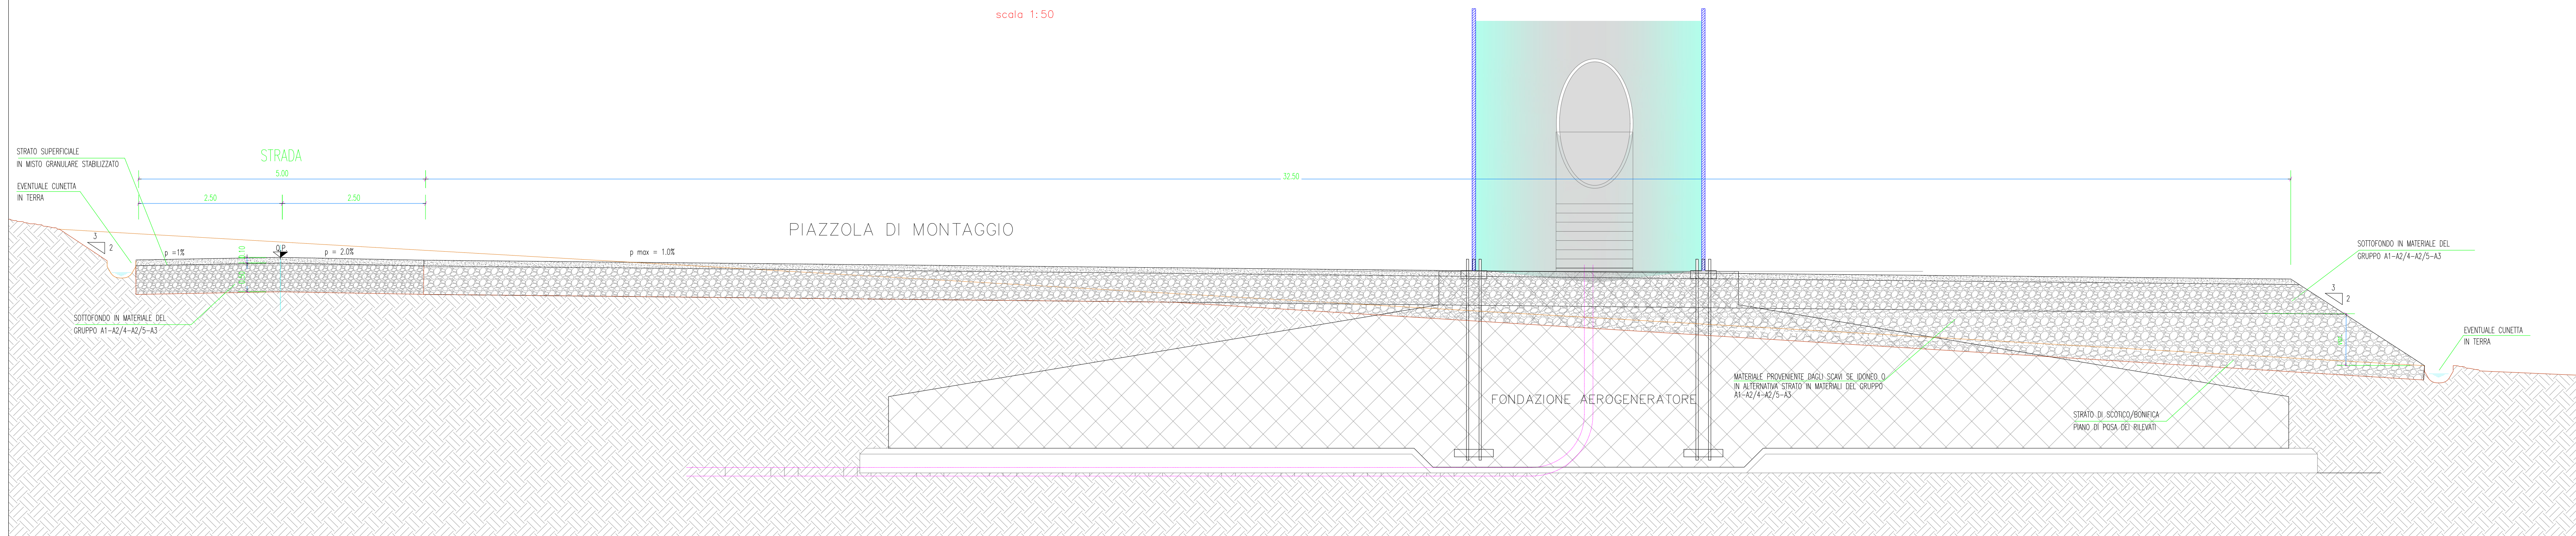 scala 1:50
STRATO SUPERFICIALE
IN MISTO GRANULARE STABILIZZATO
EVENTUALE CUNETTA
IN TERRA
STRADA
5.00
2.50
2.50
32.50
PIAZZOLA DI MONTAGGIO
3
2
p =1%
0.10
Q.P.
p = 2.0%
p max = 1.0%
SOTTOFONDO IN MATERIALE DEL
GRUPPO A1-A2/4-A2/5-A3
SOTTOFONDO IN MATERIALE DEL
GRUPPO A1-A2/4-A2/5-A3
3
2
EVENTUALE CUNETTA
IN TERRA
MATERIALE PROVENIENTE DAGLI SCAVI SE IDONEO O
IN ALTERNATIVA STRATO IN MATERIALI DEL GRUPPO
A1-A2/4-A2/5-A3
FONDAZIONE AEROGENERATORE
STRATO DI SCOTICO/BONIFICA
PIANO DI POSA DEI RILEVATI